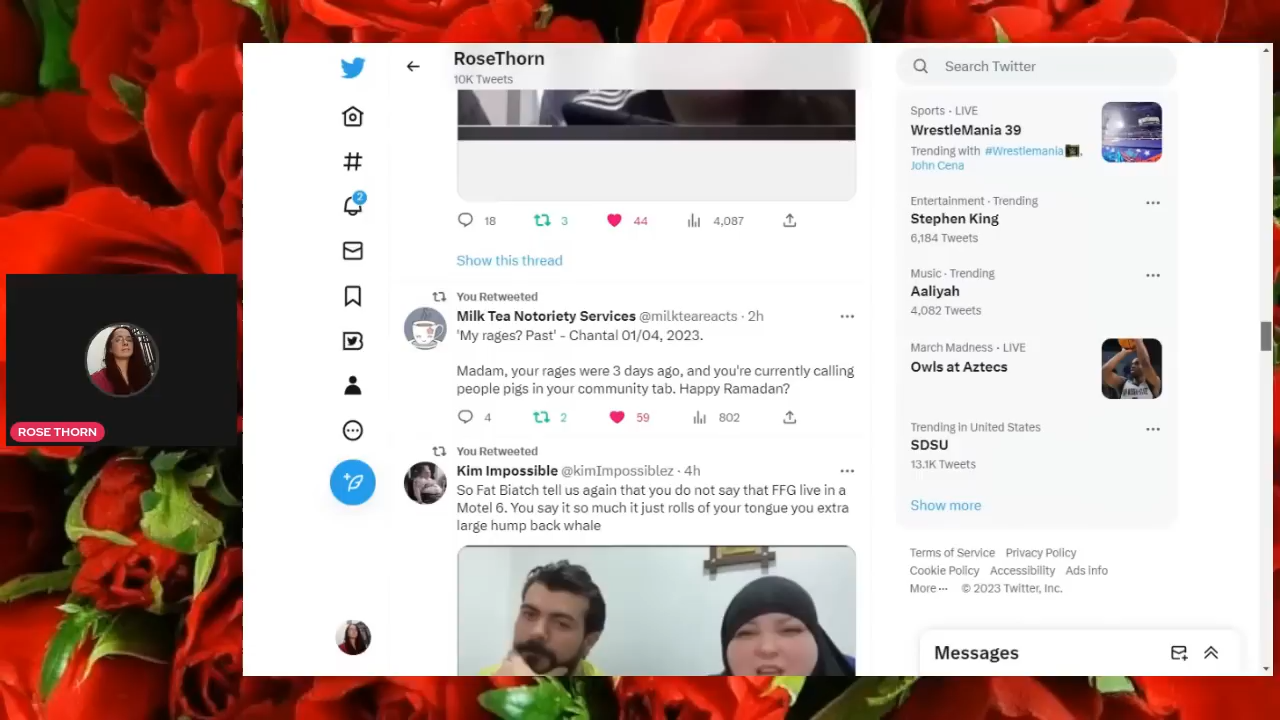 RoseThorn
10K Tweets
18
3
44
4,087
Show this thread
You Retweeted
Milk Tea Notoriety Services @milkteareacts · 2h
'My rages? Past' - Chantal 01/04, 2023.
Madam, your rages were 3 days ago, and you're currently calling
people pigs in your community tab. Happy Ramadan?
4
2
59
802
You Retweeted
Kim Impossible @kimImpossiblez · 4h
So Fat Biatch tell us again that you do not say that FFG live in a
Motel 6. You say it so much it just rolls of your tongue you extra
large hump back whale
2
ROSE THORN
Search Twitter
Sports · LIVE
WrestleMania 39
Trending with #Wrestlemania,
John Cena
Entertainment · Trending
Stephen King
6,184 Tweets
Music · Trending
Aaliyah
4,082 Tweets
March Madness · LIVE
Owls at Aztecs
Trending in United States
SDSU
13.1K Tweets
Show more
Terms of Service Privacy Policy
Cookie Policy Accessibility Ads info
More ··· © 2023 Twitter, Inc.
Messages